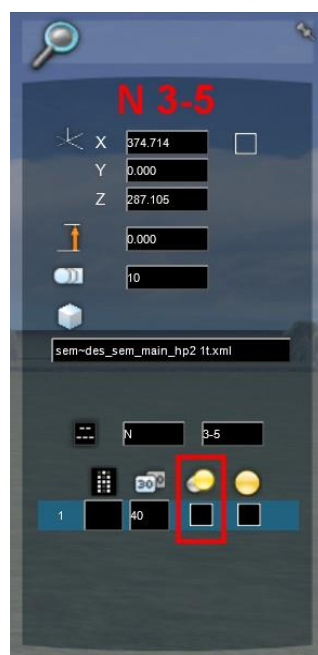 N 3-5
X 374.714
Y 0.000
Z 287.105
0.000
10
sem~des_sem_main_hp2 1t.xml
N 3-5
30
1 40